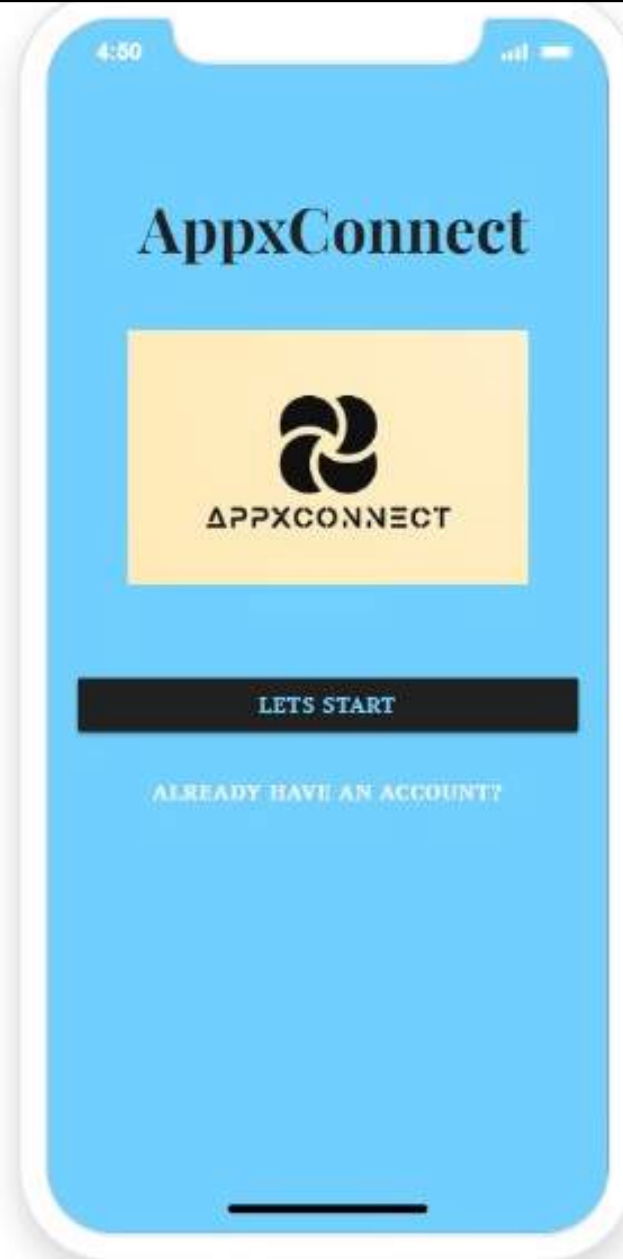 4:50
AppxConnect
APPXCONNECT
LETS START
ALREADY HAVE AN ACCOUNT?